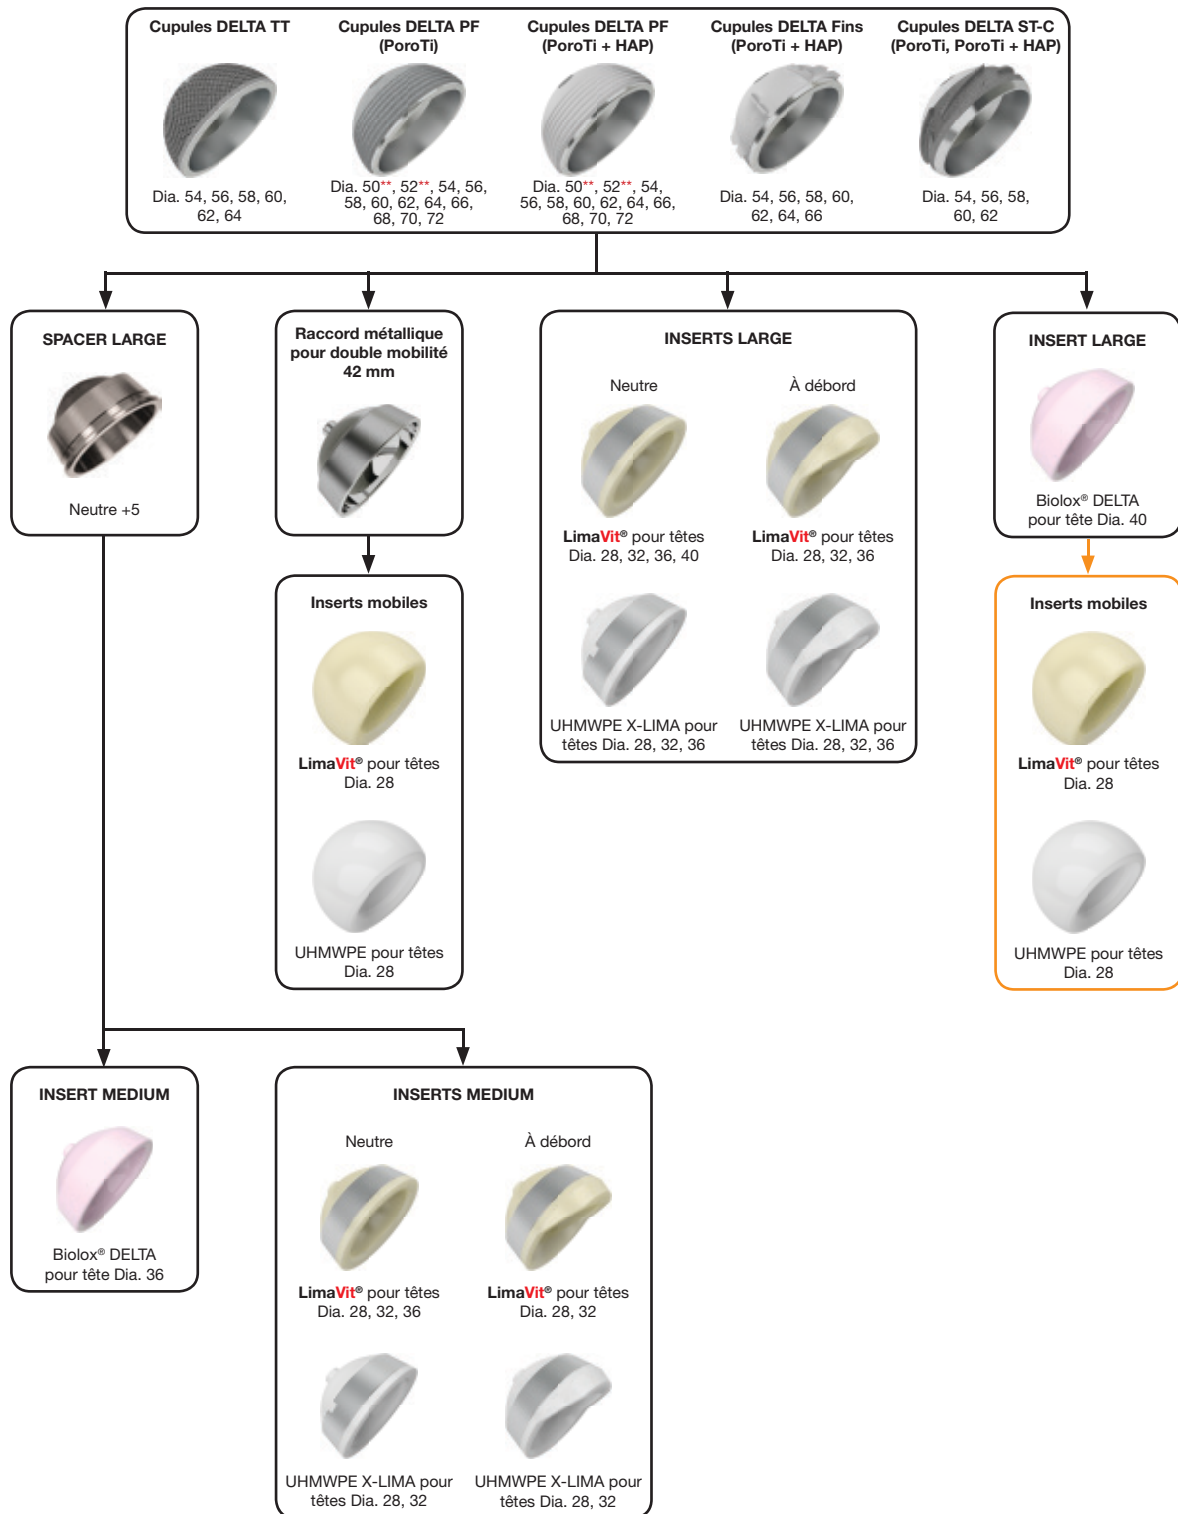 Cupules DELTA TT
Dia. 54, 56, 58, 60,
62, 64
Cupules DELTA PF
(PoroTi)
Dia. 50**, 52**, 54, 56,
58, 60, 62, 64, 66,
68, 70, 72
Cupules DELTA PF
(PoroTi + HAP)
Dia. 50**, 52**, 54,
56, 58, 60, 62, 64, 66,
68, 70, 72
Cupules DELTA Fins
(PoroTi + HAP)
Dia. 54, 56, 58, 60,
62, 64, 66
Cupules DELTA ST-C
(PoroTi, PoroTi + HAP)
Dia. 54, 56, 58,
60, 62
SPACER LARGE
Neutre +5
Raccord métallique
pour double mobilité
42 mm
Inserts mobiles
LimaVit® pour têtes
Dia. 28
UHMWPE pour têtes
Dia. 28
INSERTS LARGE
Neutre
À débord
LimaVit® pour têtes
Dia. 28, 32, 36, 40
LimaVit® pour têtes
Dia. 28, 32, 36
UHMWPE X-LIMA pour
têtes Dia. 28, 32, 36
UHMWPE X-LIMA pour
têtes Dia. 28, 32, 36
INSERT LARGE
Biolox® DELTA
pour tête Dia. 40
Inserts mobiles
LimaVit® pour têtes
Dia. 28
UHMWPE pour têtes
Dia. 28
INSERT MEDIUM
Biolox® DELTA
pour tête Dia. 36
INSERTS MEDIUM
Neutre
À débord
LimaVit® pour têtes
Dia. 28, 32, 36
LimaVit® pour têtes
Dia. 28, 32
UHMWPE X-LIMA pour
têtes Dia. 28, 32
UHMWPE X-LIMA pour
têtes Dia. 28, 32